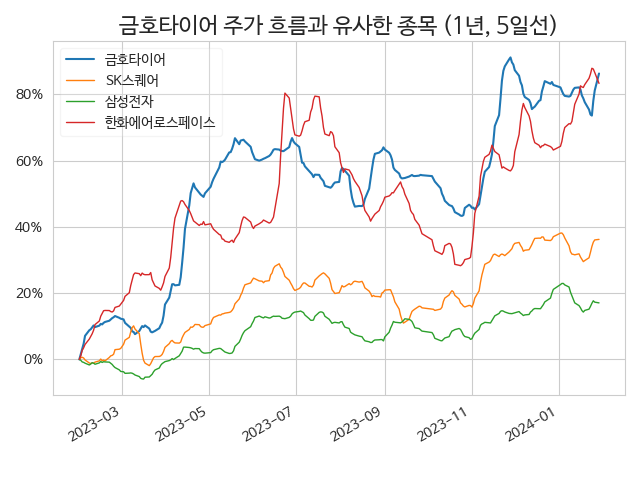 금호타이어 주가 흐름과 유사한 종목 (1년, 5일선)
금호타이어
SK스퀘어
삼성전자
한화에어로스페이스
80%
60%
40%
20%
0%
2023-03
2023-05
2023-07
2023-09
2023-11
2024-01